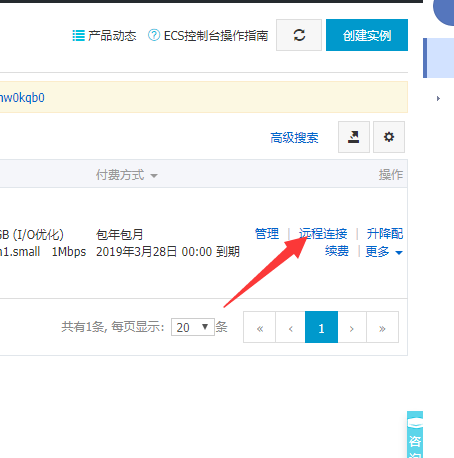 产品动态 ECS控制台操作指南 创建实例
nw0kqb0
高级搜索
付费方式 操作
GB (I/O优化) 包年包月 管理 | 远程连接 | 升降配
n1.small 1Mbps 2019年3月28日 00:00 到期 续费 | 更多
共有1条, 每页显示: 20 条 « ‹ 1 › »
咨